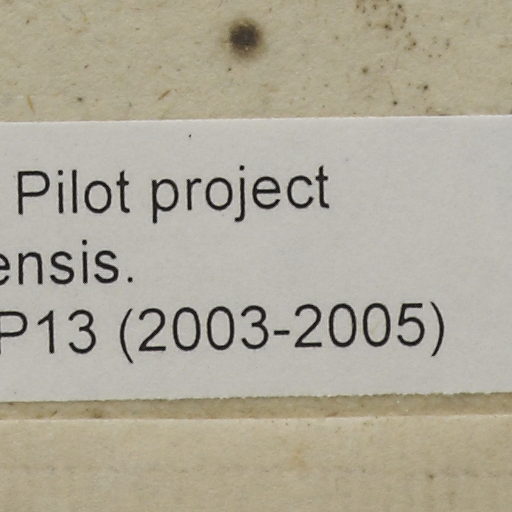 Pilot project
ensis.
P13 (2003-2005)